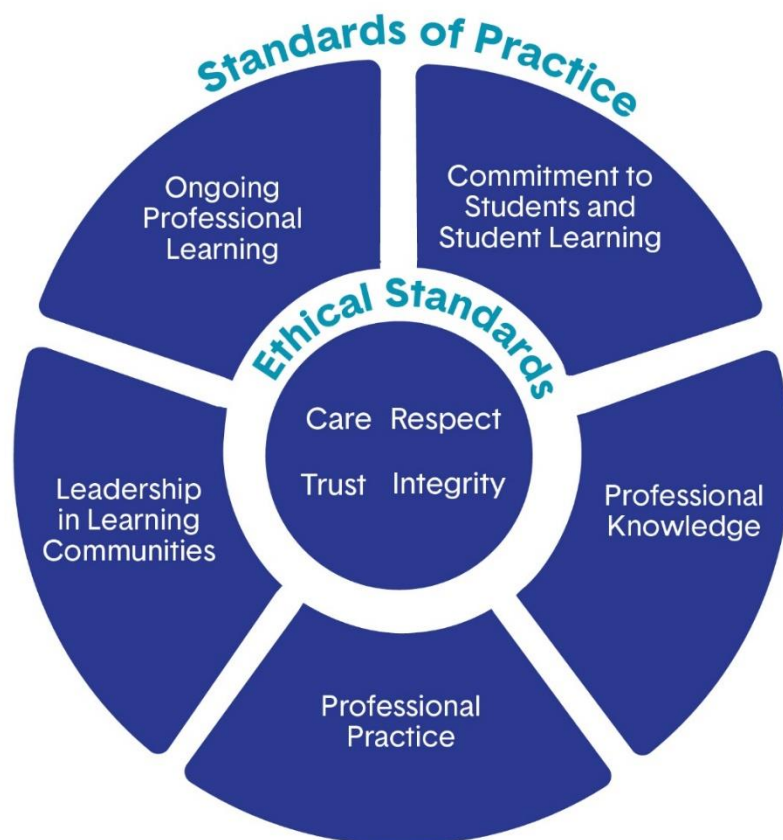 Standards of Practice
Ongoing
Professional
Learning
Commitment to
Students and
Student Learning
Ethical Standards
Care Respect
Trust Integrity
Leadership
in Learning
Communities
Professional
Knowledge
Professional
Practice